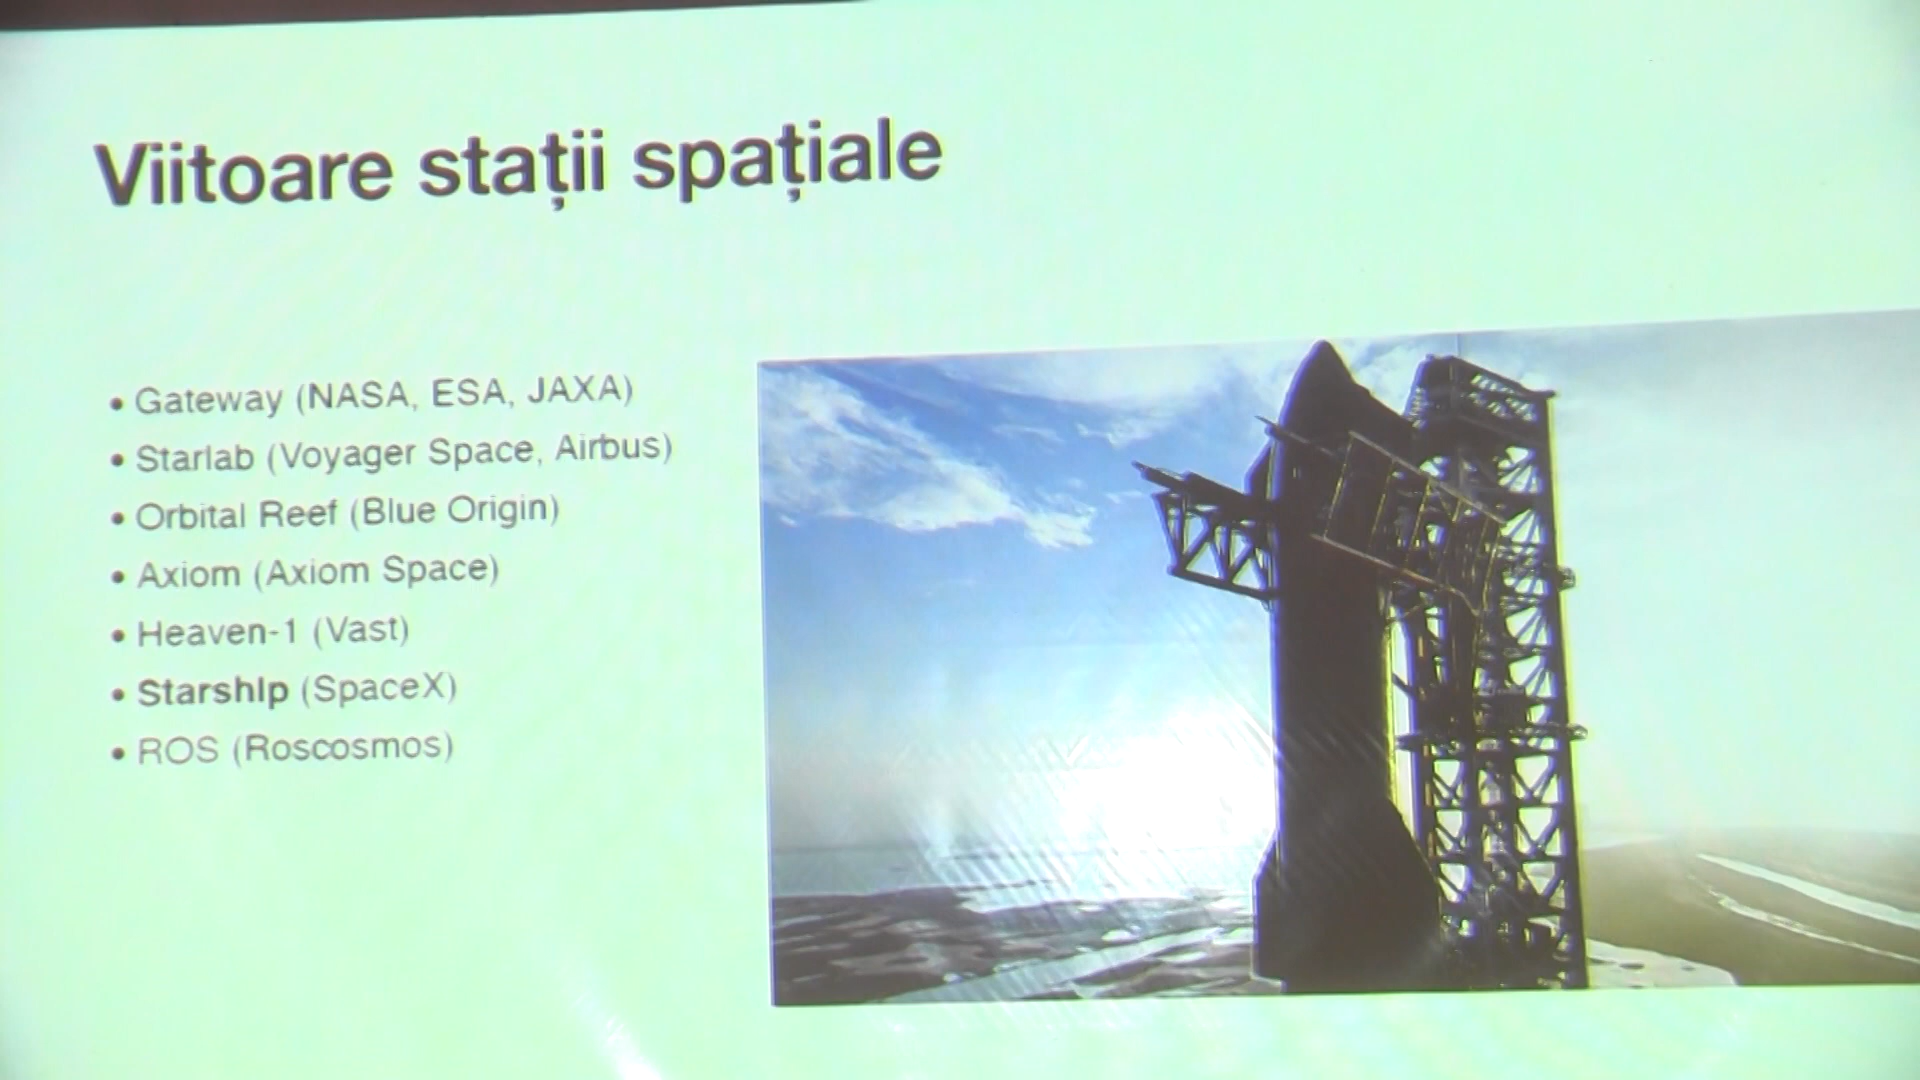 Viitoare stații spațiale
• Gateway (NASA, ESA, JAXA)
• Starlab (Voyager Space, Airbus)
• Orbital Reef (Blue Origin)
• Axiom (Axiom Space)
• Heaven-1 (Vast)
• Starship (SpaceX)
• ROS (Roscosmos)